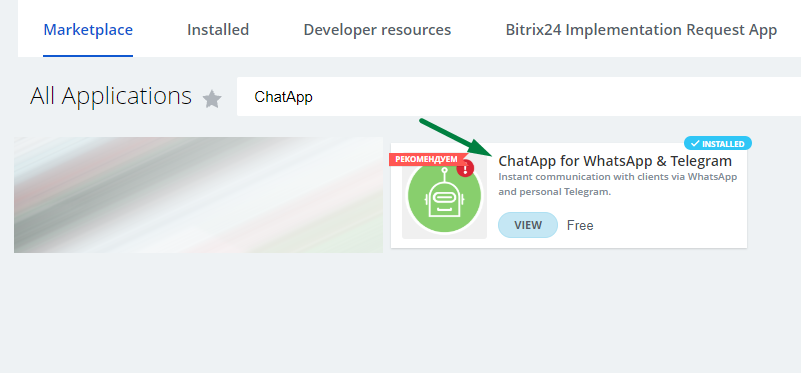 Marketplace
Installed
Developer resources
Bitrix24 Implementation Request App
All Applications
ChatApp
INSTALLED
РЕКОМЕНДУЕМ
ChatApp for WhatsApp & Telegram
Instant communication with clients via WhatsApp
and personal Telegram.
VIEW
Free